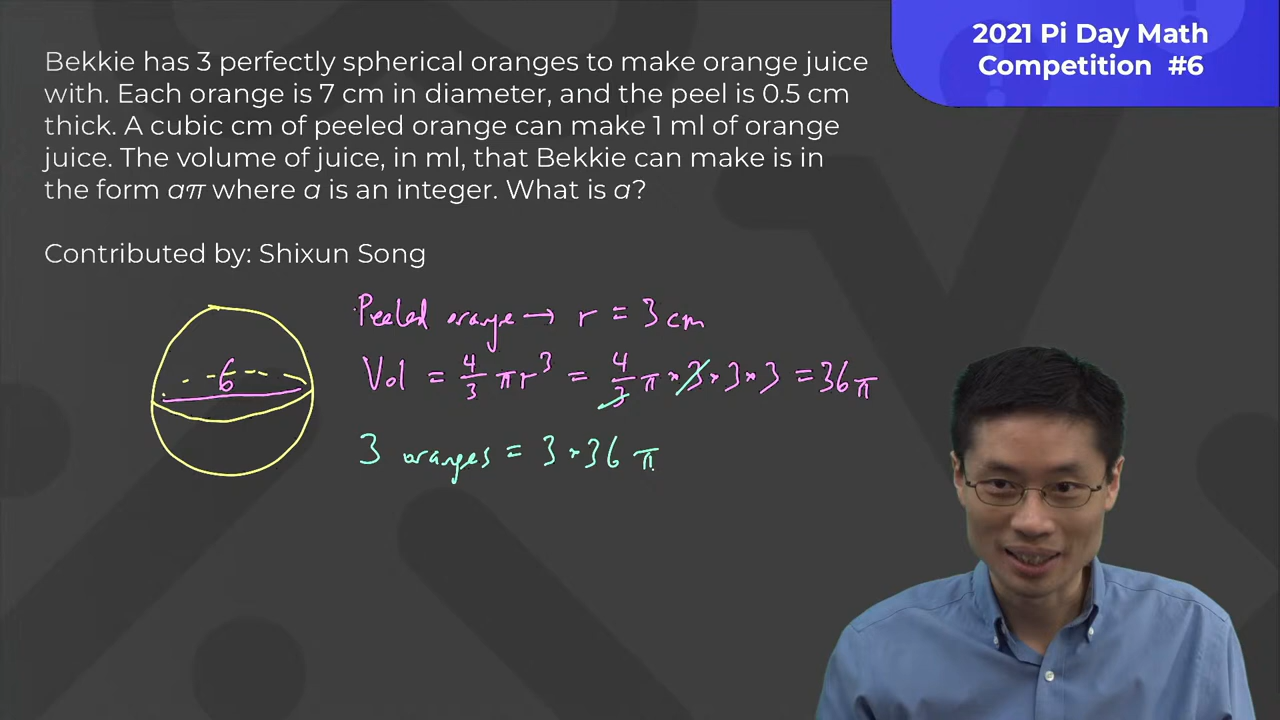 2021 Pi Day Math
Competition #6
Bekkie has 3 perfectly spherical oranges to make orange juice
with. Each orange is 7 cm in diameter, and the peel is 0.5 cm
thick. A cubic cm of peeled orange can make 1 ml of orange
juice. The volume of juice, in ml, that Bekkie can make is in
the form aπ where a is an integer. What is a?
Contributed by: Shixun Song
6
Peeled orange → r = 3 cm
Vol = 4/3 πr³ = 4/3 π × 3 × 3 × 3 = 36π
3 oranges = 3 × 36 π